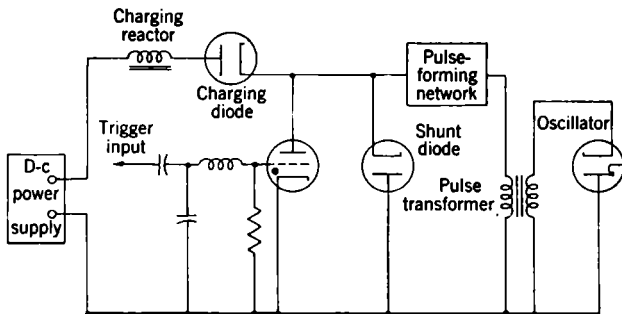 Charging
reactor
Charging
diode
Pulse-
forming
network
Trigger
input
Shunt
diode
Oscillator
D-c
power
supply
Pulse
transformer